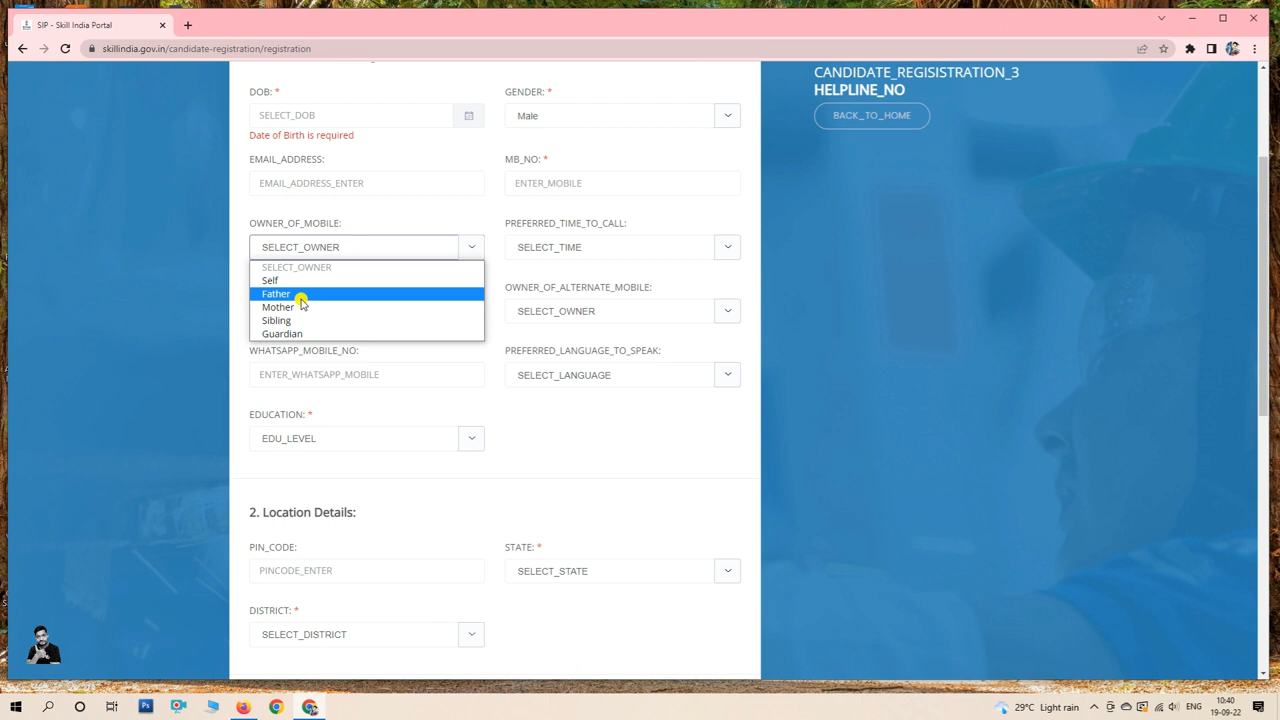 SIP - Skill India Portal
skillindia.gov.in/candidate-registration/registration
CANDIDATE_REGISISTRATION_3
HELPLINE_NO
BACK_TO_HOME
DOB: *
GENDER: *
SELECT_DOB
Male
Date of Birth is required
EMAIL_ADDRESS:
MB_NO: *
EMAIL_ADDRESS_ENTER
ENTER_MOBILE
OWNER_OF_MOBILE:
PREFERRED_TIME_TO_CALL:
SELECT_OWNER
SELECT_TIME
SELECT_OWNER
Self
Father
Mother
Sibling
Guardian
OWNER_OF_ALTERNATE_MOBILE:
SELECT_OWNER
WHATSAPP_MOBILE_NO:
PREFERRED_LANGUAGE_TO_SPEAK:
ENTER_WHATSAPP_MOBILE
SELECT_LANGUAGE
EDUCATION: *
EDU_LEVEL
2. Location Details:
PIN_CODE:
STATE: *
PINCODE_ENTER
SELECT_STATE
DISTRICT: *
SELECT_DISTRICT
Ps
29°C Light rain
ENG
10:40
19-09-22